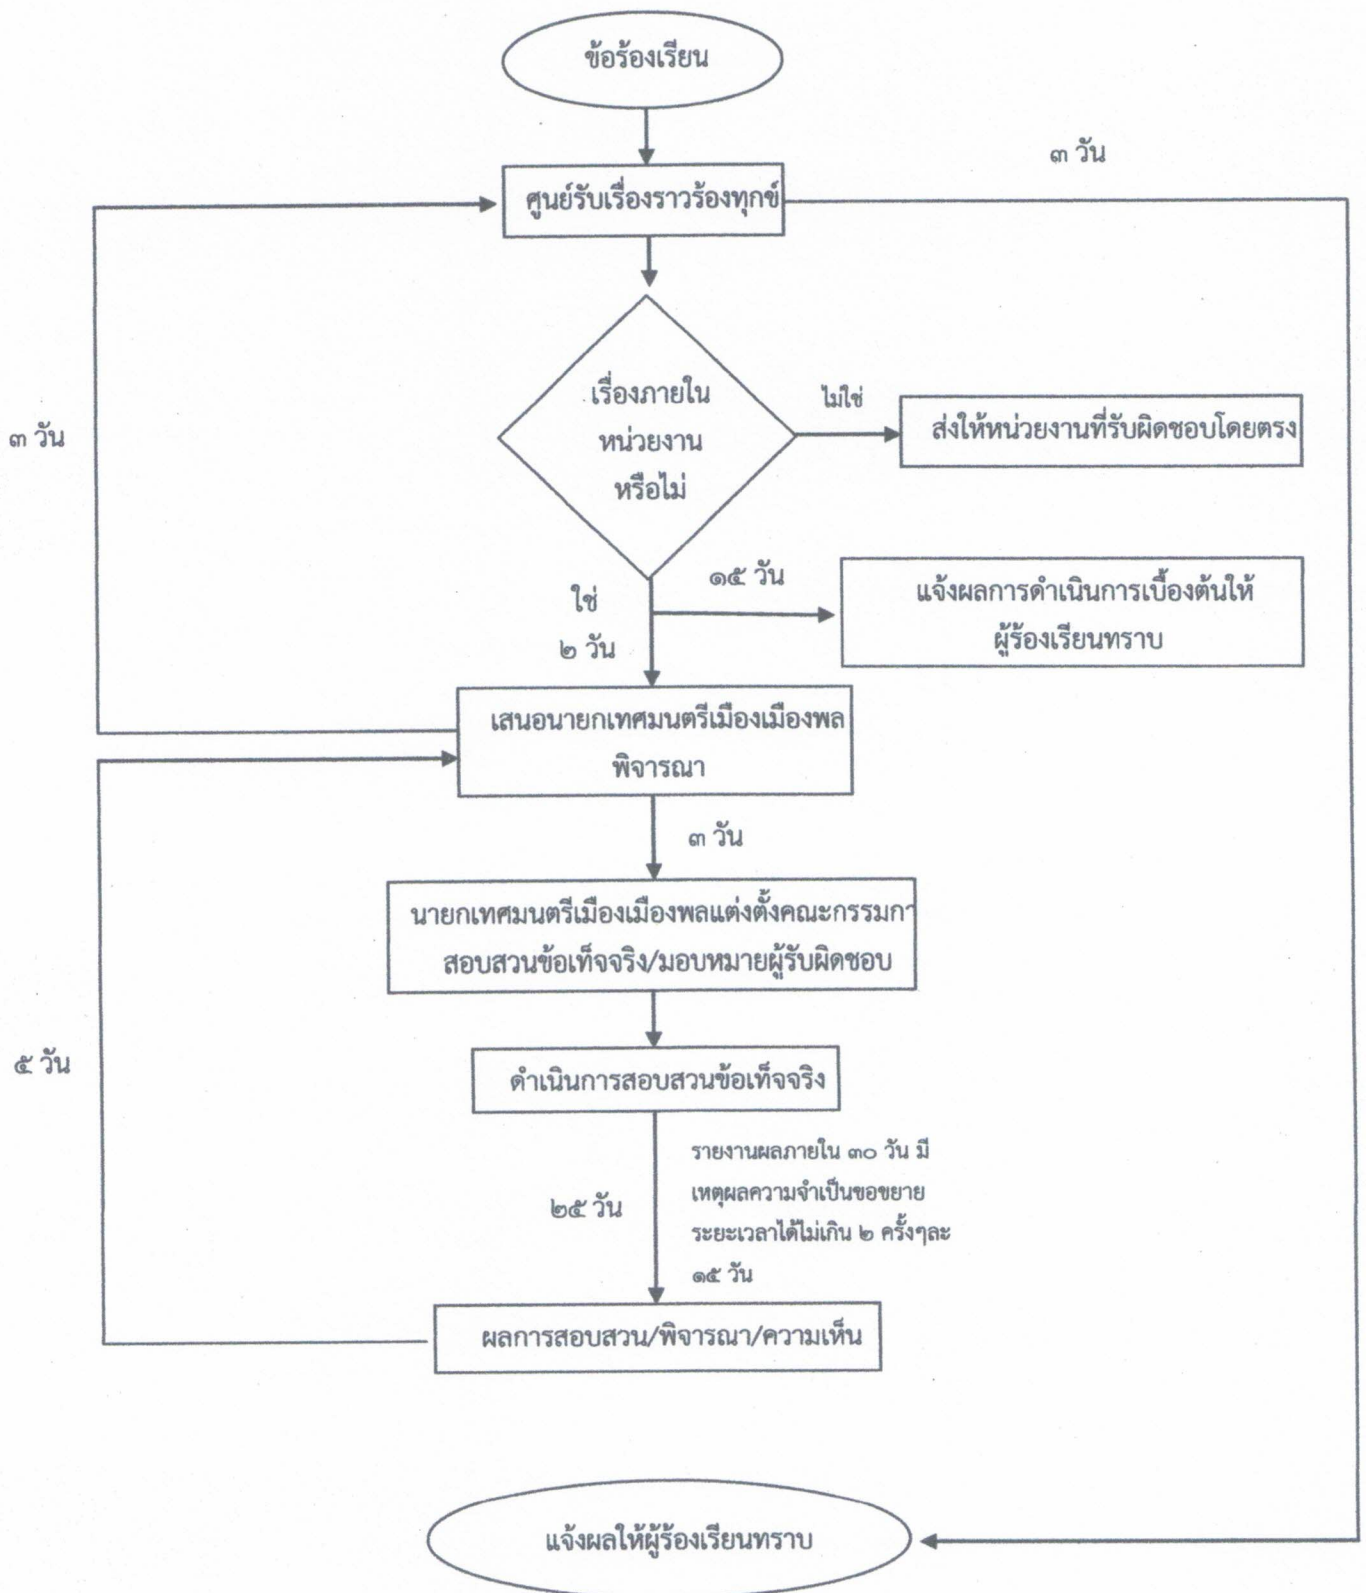 ข้อร้องเรียน
๓ วัน
ศูนย์รับเรื่องราวร้องทุกข์
๓ วัน
เรื่องภายใน
หน่วยงาน
หรือไม่
ไม่ใช่
ส่งให้หน่วยงานที่รับผิดชอบโดยตรง
ใช่
๒ วัน
๑๕ วัน
แจ้งผลการดำเนินการเบื้องต้นให้
ผู้ร้องเรียนทราบ
เสนอนายกเทศมนตรีเมืองเมืองพล
พิจารณา
๓ วัน
นายกเทศมนตรีเมืองเมืองพลแต่งตั้งคณะกรรมกา
สอบสวนข้อเท็จจริง/มอบหมายผู้รับผิดชอบ
๕ วัน
ดำเนินการสอบสวนข้อเท็จจริง
๒๕ วัน
รายงานผลภายใน ๓๐ วัน มี
เหตุผลความจำเป็นขอขยาย
ระยะเวลาได้ไม่เกิน ๒ ครั้งๆละ
๑๕ วัน
ผลการสอบสวน/พิจารณา/ความเห็น
แจ้งผลให้ผู้ร้องเรียนทราบ